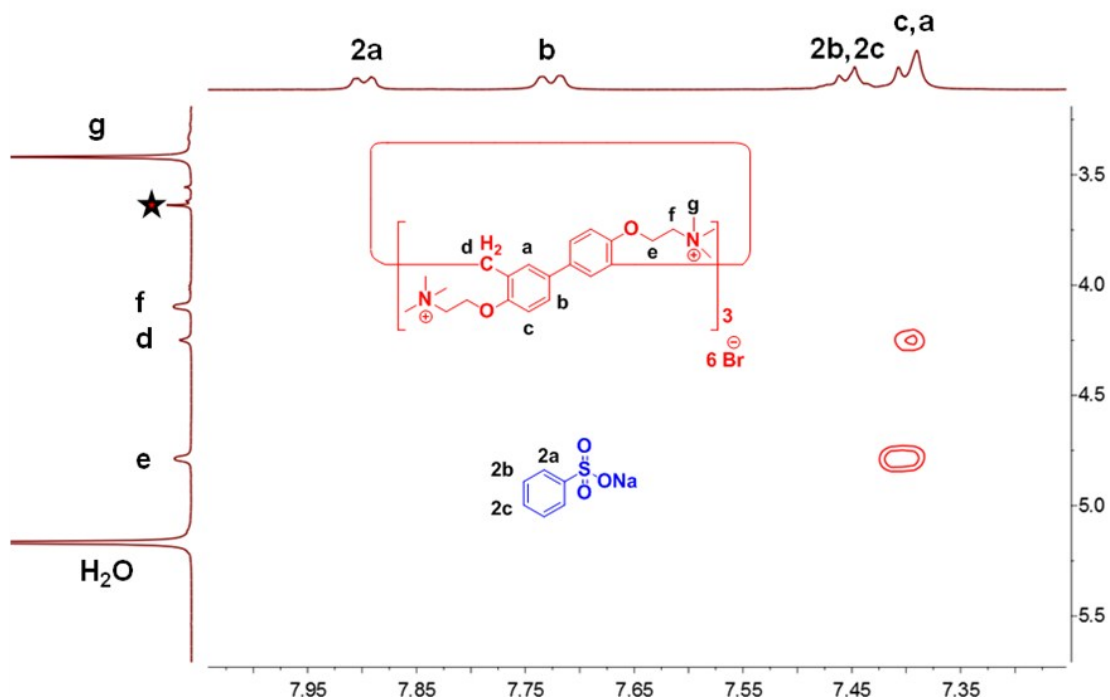 2a
b
2b,2c
c,a
g
f
d
e
H₂O
g
f
N
⊕
O
e
H₂
d
C
a
b
c
N
⊕
O
3
⊖
6 Br
2a
2b
2c
O
S
ONa
O
3.5
4.0
4.5
5.0
5.5
7.95
7.85
7.75
7.65
7.55
7.45
7.35